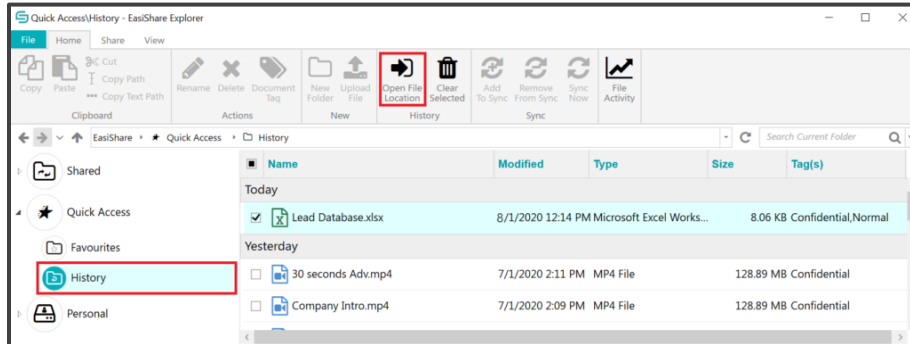 Quick Access\History - EasiShare Explorer
File Home Share View
Copy
Paste
Cut
Copy Path
Copy Text Path
Clipboard
Rename
Delete
Document
Tag
Actions
New
Folder
Upload
File
New
Open File
Location
Clear
Selected
History
Add
To Sync
Remove
From Sync
Sync
Now
Sync
File
Activity
EasiShare Quick Access History
Search Current Folder
Shared
Quick Access
Favourites
History
Personal
Name Modified Type Size Tag(s)
Today
Lead Database.xlsx 8/1/2020 12:14 PM Microsoft Excel Works... 8.06 KB Confidential,Normal
Yesterday
30 seconds Adv.mp4 7/1/2020 2:11 PM MP4 File 128.89 MB Confidential
Company Intro.mp4 7/1/2020 2:09 PM MP4 File 128.89 MB Confidential